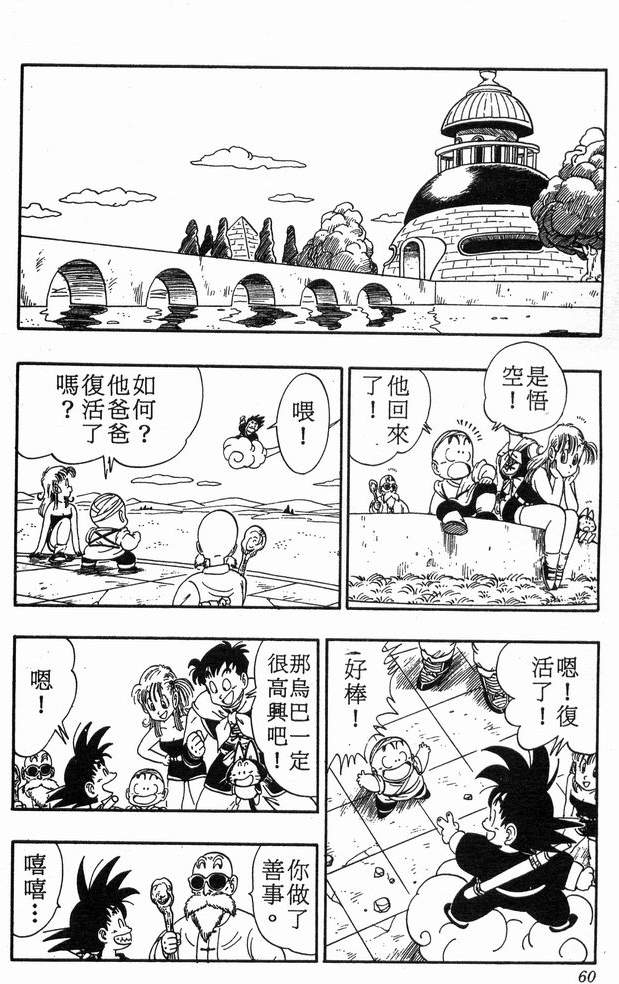 是悟
空！
他回來
了！
喂！
如何？
他爸爸
復活了
嗎？
嗯！復
活了！
好棒！
那烏巴一定
很高興吧！
嗯！
你做了
善事。
嘻嘻…
60